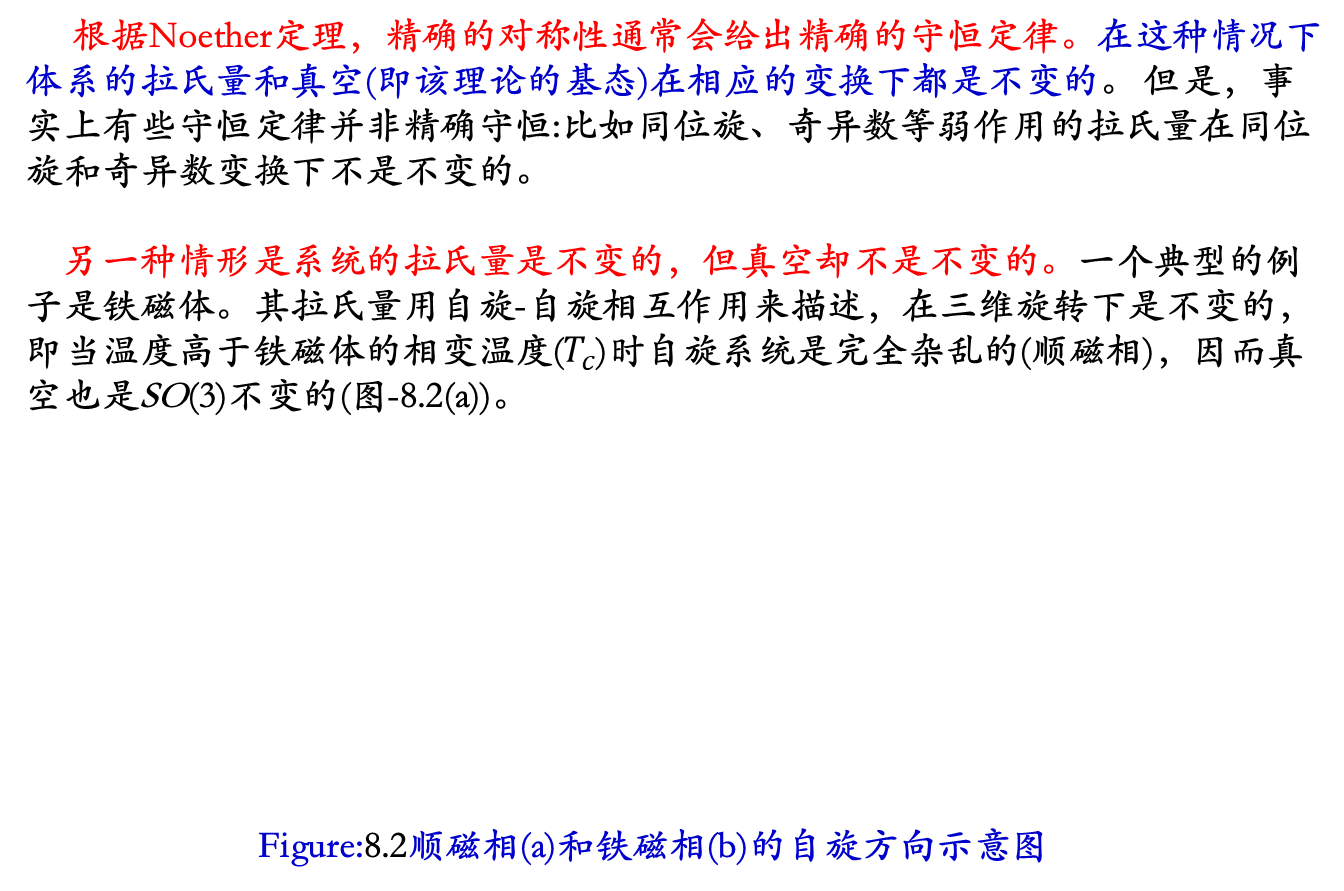 根据Noether定理，精确的对称性通常会给出精确的守恒定律。在这种情况下
体系的拉氏量和真空(即该理论的基态)在相应的变换下都是不变的。但是，事
实上有些守恒定律并非精确守恒:比如同位旋、奇异数等弱作用的拉氏量在同位
旋和奇异数变换下不是不变的。
另一种情形是系统的拉氏量是不变的，但真空却不是不变的。一个典型的例
子是铁磁体。其拉氏量用自旋-自旋相互作用来描述，在三维旋转下是不变的，
即当温度高于铁磁体的相变温度(T_C)时自旋系统是完全杂乱的(顺磁相)，因而真
空也是SO(3)不变的(图-8.2(a))。
Figure:8.2顺磁相(a)和铁磁相(b)的自旋方向示意图